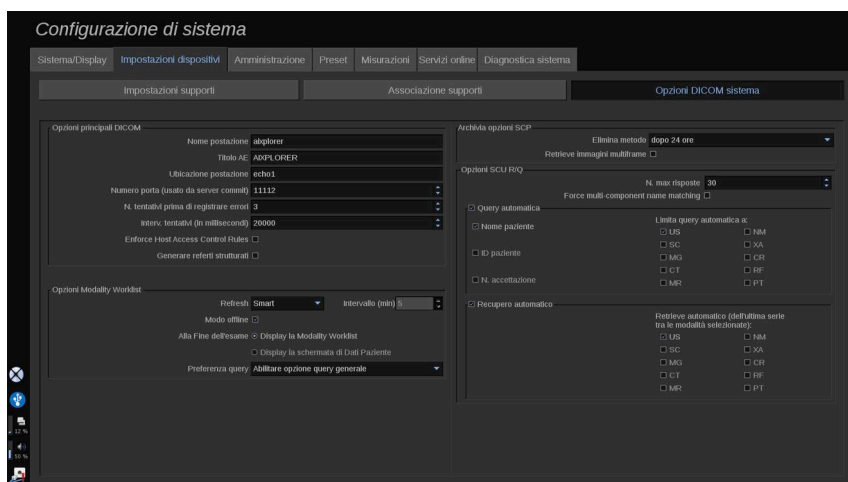 Configurazione di sistema
Sistema/Display Impostazioni dispositivi Amministrazione Preset Misurazioni Servizi online Diagnostica sistema
Impostazioni supporti Associazione supporti Opzioni DICOM sistema
Opzioni principali DICOM
Nome postazione aixplorer
Titolo AE AIXPLORER
Ubicazione postazione echo1
Numero porta (usato da server commit) 11112
N. tentativi prima di registrare errori 3
Interv. tentativi (in millisecondi) 20000
Enforce Host Access Control Rules
Generare referti strutturati
Opzioni Modality Worklist
Refresh Smart Intervallo (min) 5
Modo offline
Alla Fine dell'esame Display la Modality Worklist
Display la schermata di Dati Paziente
Preferenza query Abilitare opzione query generale
Archivia opzioni SCP
Elimina metodo dopo 24 ore
Retrieve immagini multiframe
Opzioni SCU R/Q
N. max risposte 30
Force multi-component name matching
Query automatica
Limita query automatica a:
Nome paziente US NM
SC XA
ID paziente MG CR
CT RF
N. accettazione MR PT
Recupero automatico
Retrieve automatico (dell'ultima serie
tra le modalità selezionate):
US NM
SC XA
MG CR
CT RF
MR PT
12 %
50 %